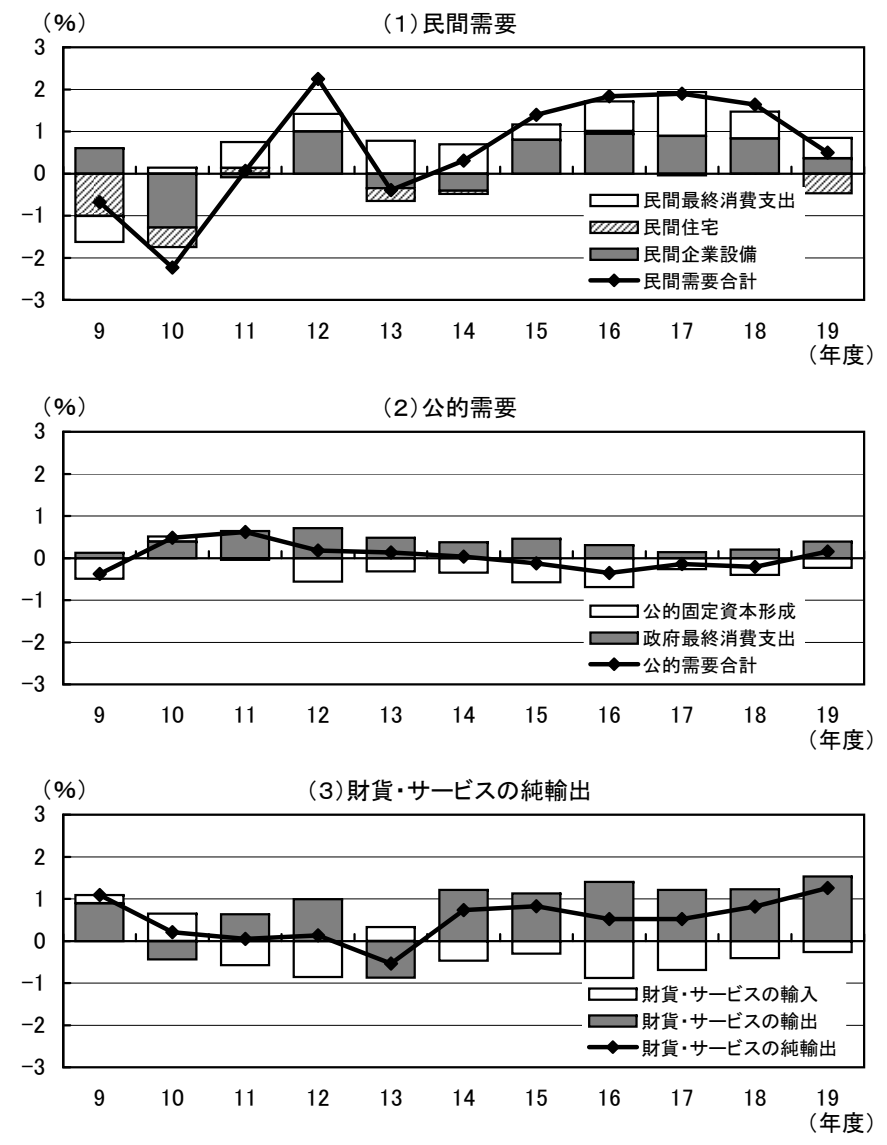 （％）
（１）民間需要
3
2
1
0
−1
−2
−3
民間最終消費支出
民間住宅
民間企業設備
民間需要合計
9 10 11 12 13 14 15 16 17 18 19
（年度）
（％）
（２）公的需要
3
2
1
0
−1
−2
−3
公的固定資本形成
政府最終消費支出
公的需要合計
9 10 11 12 13 14 15 16 17 18 19
（年度）
（％）
（３）財貨・サービスの純輸出
3
2
1
0
−1
−2
−3
財貨・サービスの輸入
財貨・サービスの輸出
財貨・サービスの純輸出
9 10 11 12 13 14 15 16 17 18 19
（年度）